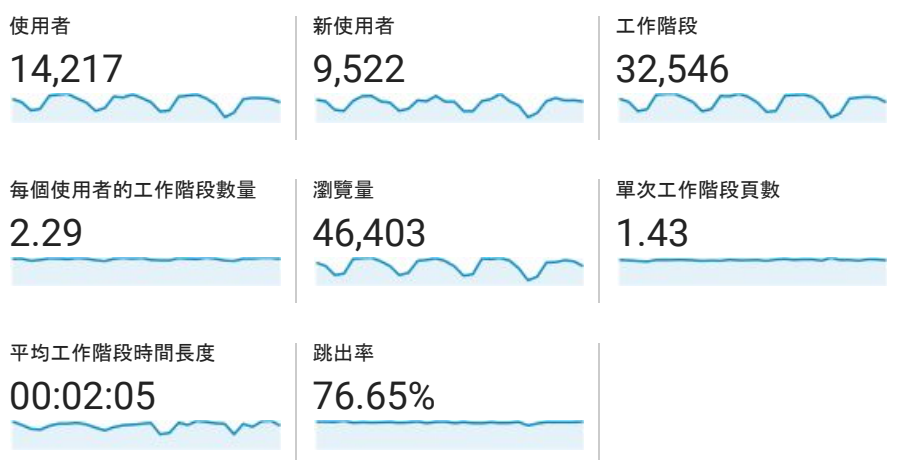 使用者
14,217
新使用者
9,522
工作階段
32,546
每個使用者的工作階段數量
2.29
瀏覽量
46,403
單次工作階段頁數
1.43
平均工作階段時間長度
00:02:05
跳出率
76.65%